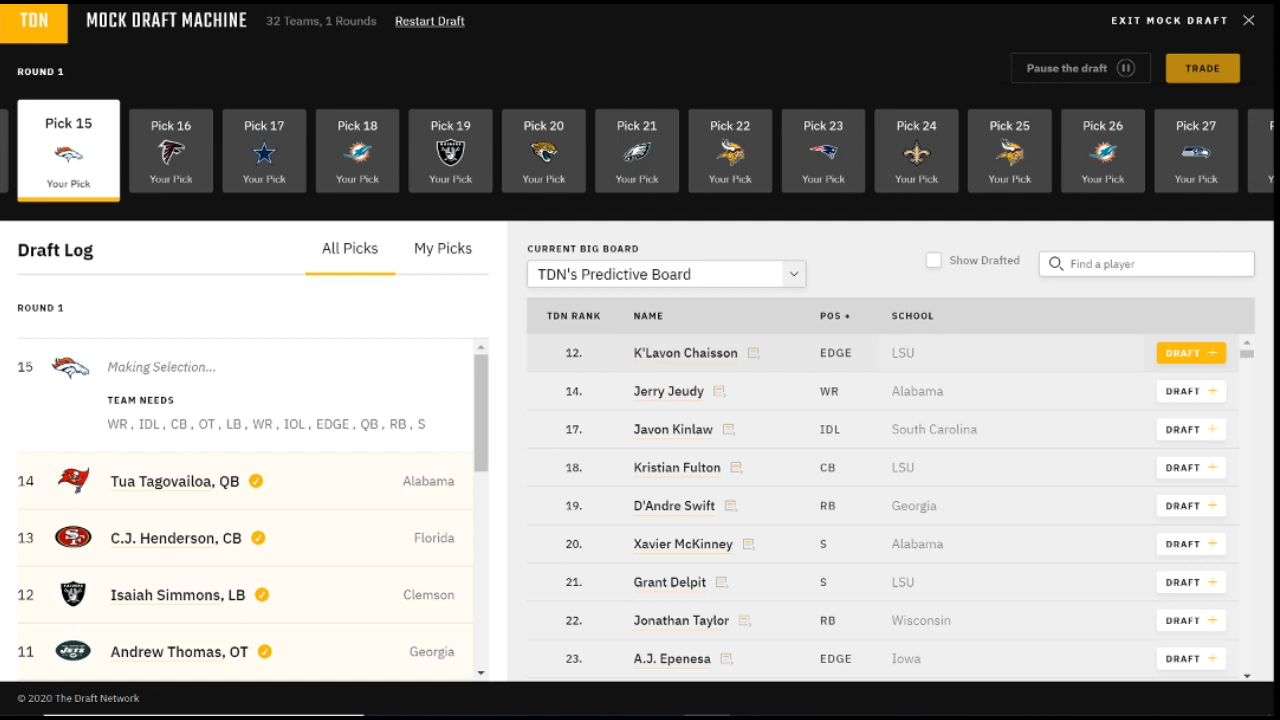 TDN MOCK DRAFT MACHINE 32 Teams, 1 Rounds Restart Draft EXIT MOCK DRAFT
ROUND 1 Pause the draft TRADE
Pick 15 Pick 16 Pick 17 Pick 18 Pick 19 Pick 20 Pick 21 Pick 22 Pick 23 Pick 24 Pick 25 Pick 26 Pick 27
RAIDERS
Your Pick Your Pick Your Pick Your Pick Your Pick Your Pick Your Pick Your Pick Your Pick Your Pick Your Pick Your Pick Your Pick
Draft Log All Picks My Picks
ROUND 1
15 Making Selection...
TEAM NEEDS
WR, IDL, CB, OT, LB, WR, IOL, EDGE, QB, RB, S
14 Tua Tagovailoa, QB Alabama
13 SF C.J. Henderson, CB Florida
12 RAIDERS Isaiah Simmons, LB Clemson
11 JETS Andrew Thomas, OT Georgia
CURRENT BIG BOARD
TDN's Predictive Board Show Drafted Find a player
TDN RANK NAME POS SCHOOL
12. K'Lavon Chaisson EDGE LSU DRAFT +
14. Jerry Jeudy WR Alabama DRAFT +
17. Javon Kinlaw IDL South Carolina DRAFT +
18. Kristian Fulton CB LSU DRAFT +
19. D'Andre Swift RB Georgia DRAFT +
20. Xavier McKinney S Alabama DRAFT +
21. Grant Delpit S LSU DRAFT +
22. Jonathan Taylor RB Wisconsin DRAFT +
23. A.J. Epenesa EDGE Iowa DRAFT +
© 2020 The Draft Network